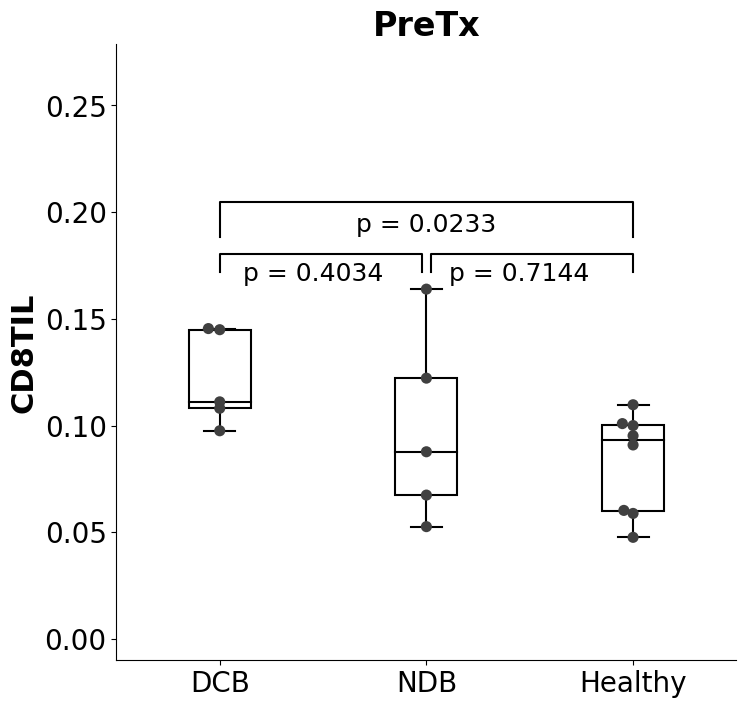 PreTx
0.25
0.20
0.15
0.10
0.05
0.00
CD8TIL
p = 0.0233
p = 0.4034
p = 0.7144
DCB
NDB
Healthy